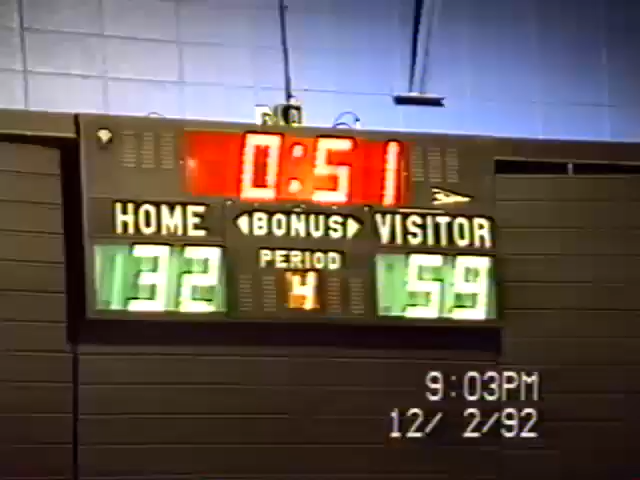 0:51
HOME ◀BONUS▶ VISITOR
PERIOD
32 4 59
9:03PM
12/ 2/92